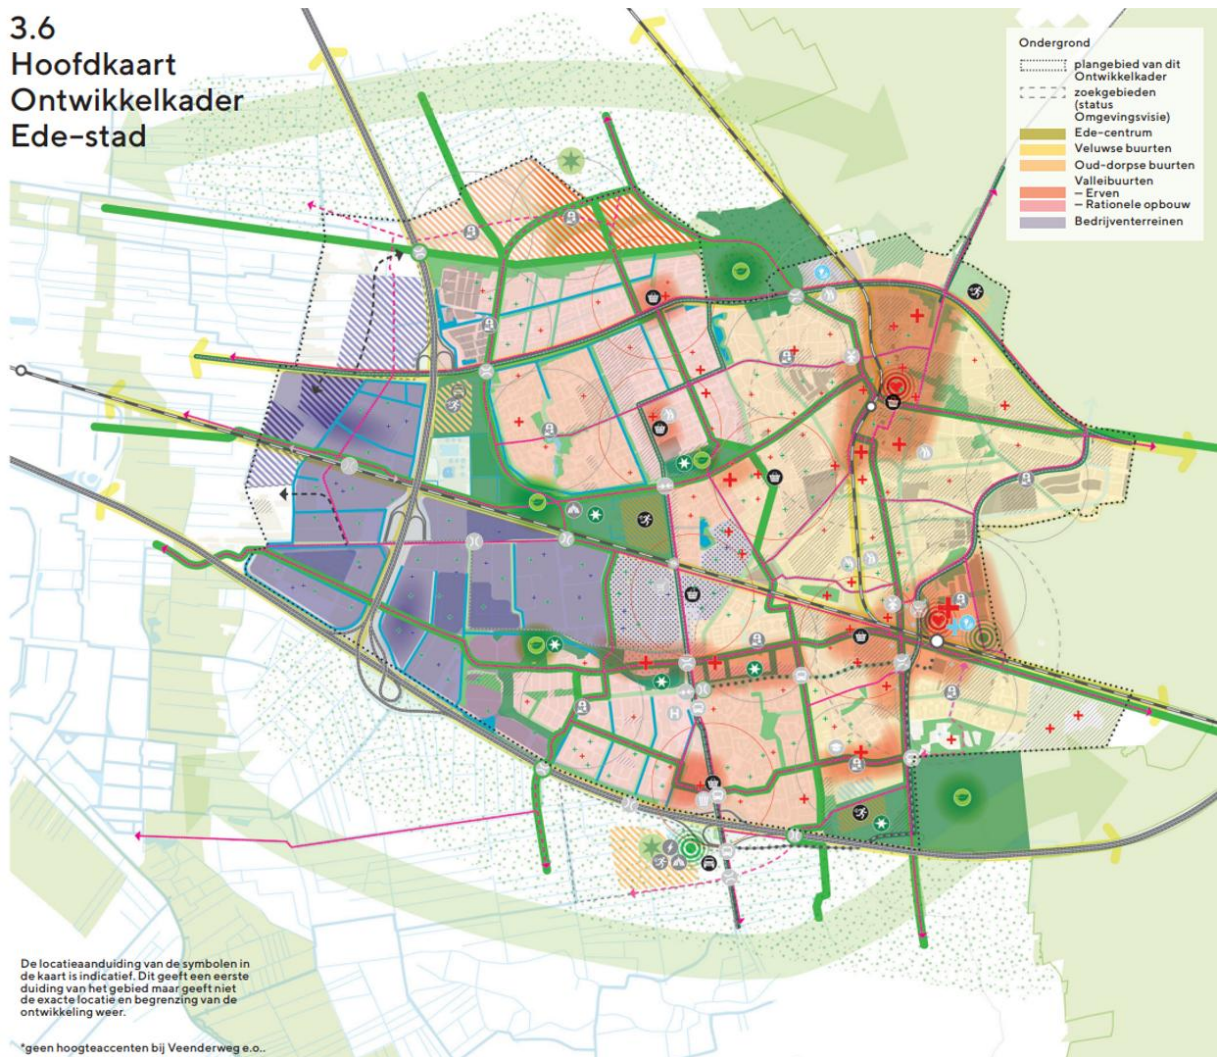 3.6
Hoofdkaart
Ontwikkelkader
Ede-stad
Ondergrond
plangebied van dit
Ontwikkelkader
zoekgebieden
(status
Omgevingsvisie)
Ede-centrum
Veluwse buurten
Oud-dorpse buurten
Valleibuurten
– Erven
– Rationele opbouw
Bedrijventerreinen
De locatieaanduiding van de symbolen in
de kaart is indicatief. Dit geeft een eerste
duiding van het gebied maar geeft niet
de exacte locatie en begrenzing van de
ontwikkeling weer.
*geen hoogteaccenten bij Veenderweg e.o..